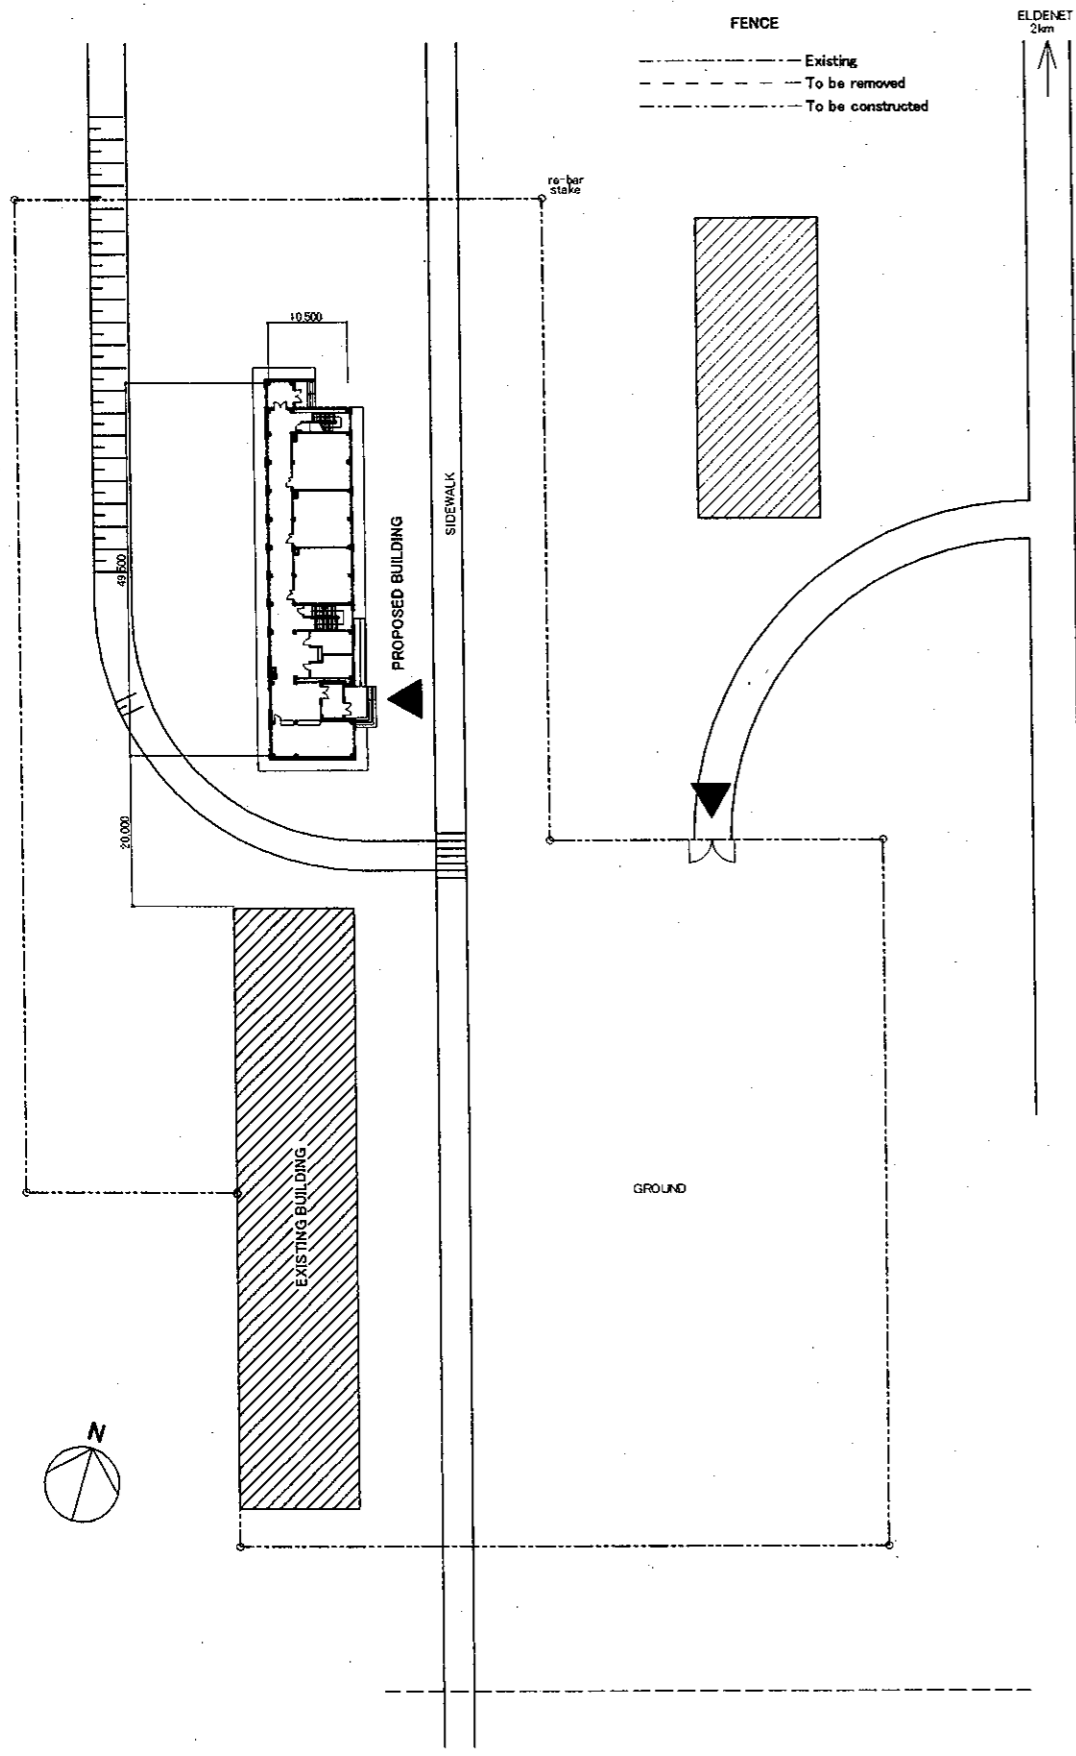 FENCE
ELDENET
2km
Existing
To be removed
To be constructed
re-bar
stake
10,500
SIDEWALK
PROPOSED BUILDING
49,500
20,000
EXISTING BUILDING
GROUND
N